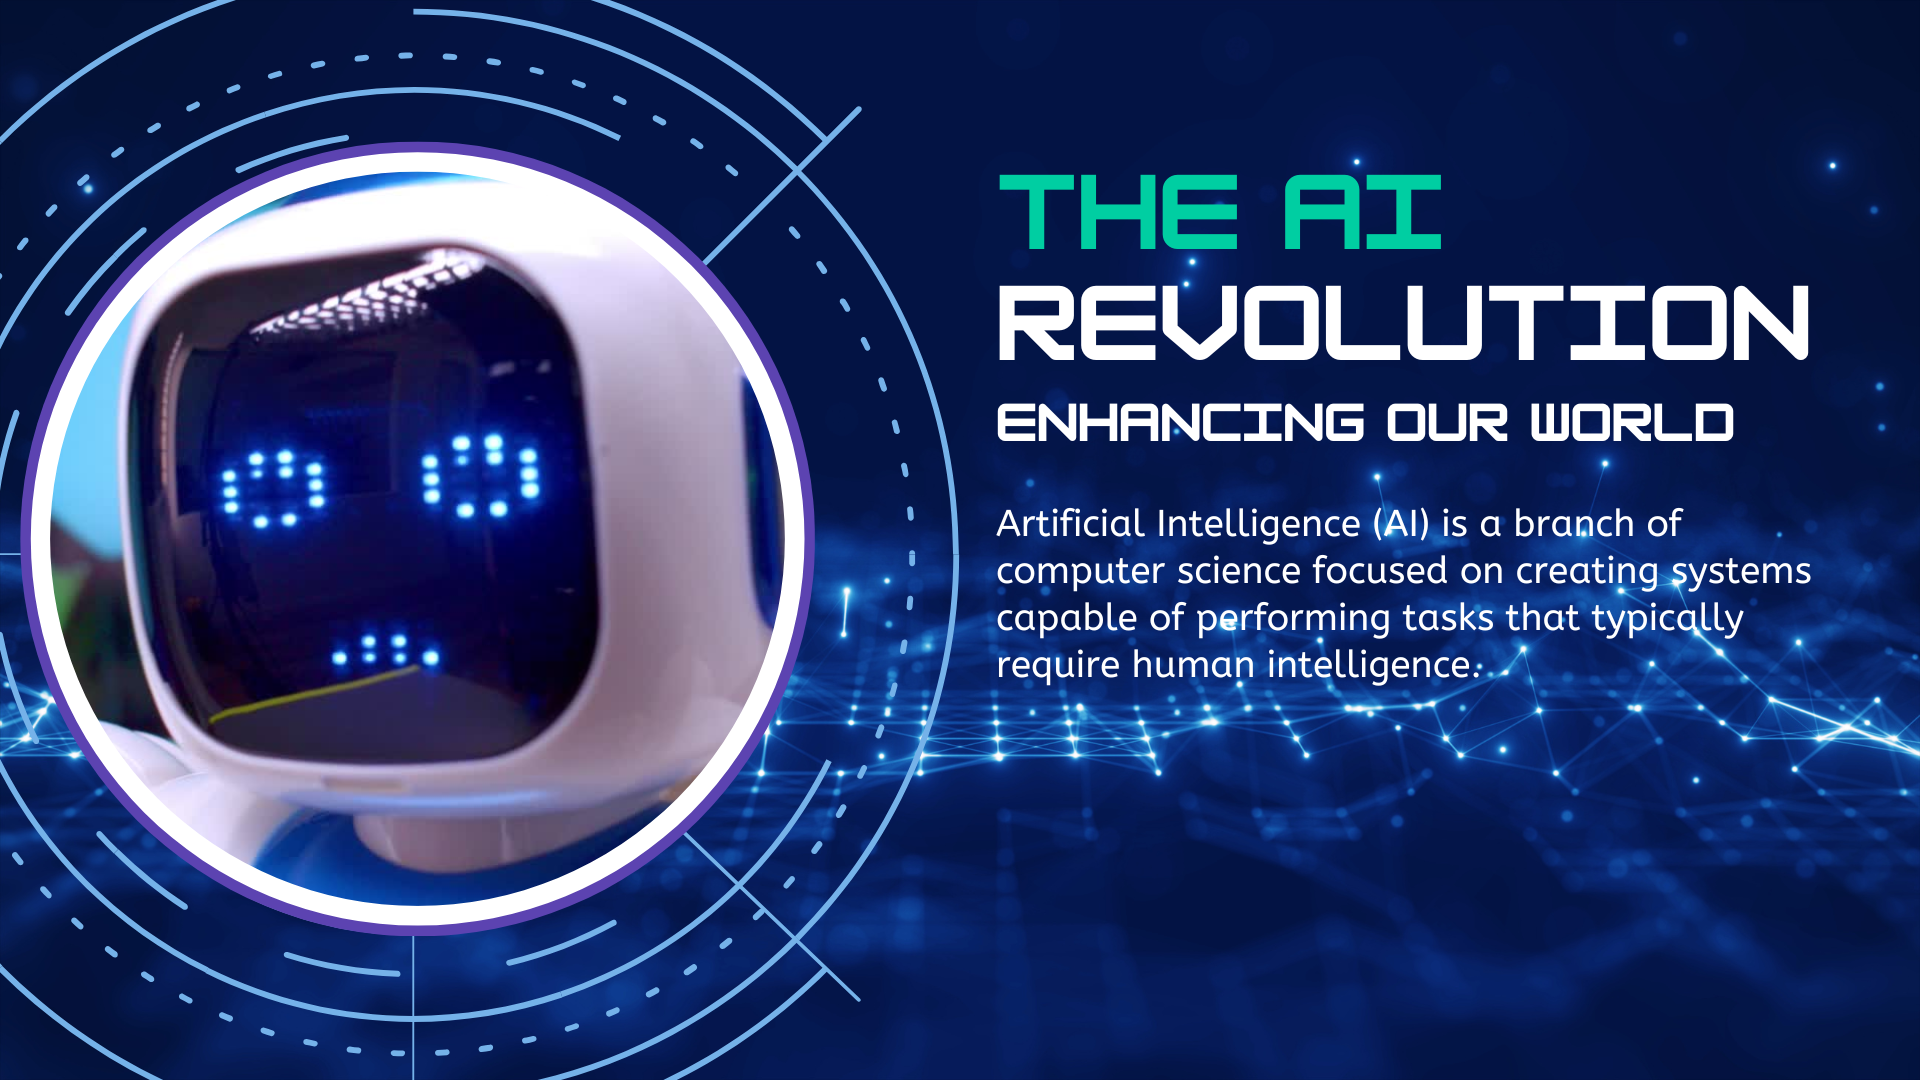 THE AI
REVOLUTION
ENHANCING OUR WORLD
Artificial Intelligence (AI) is a branch of
computer science focused on creating systems
capable of performing tasks that typically
require human intelligence.